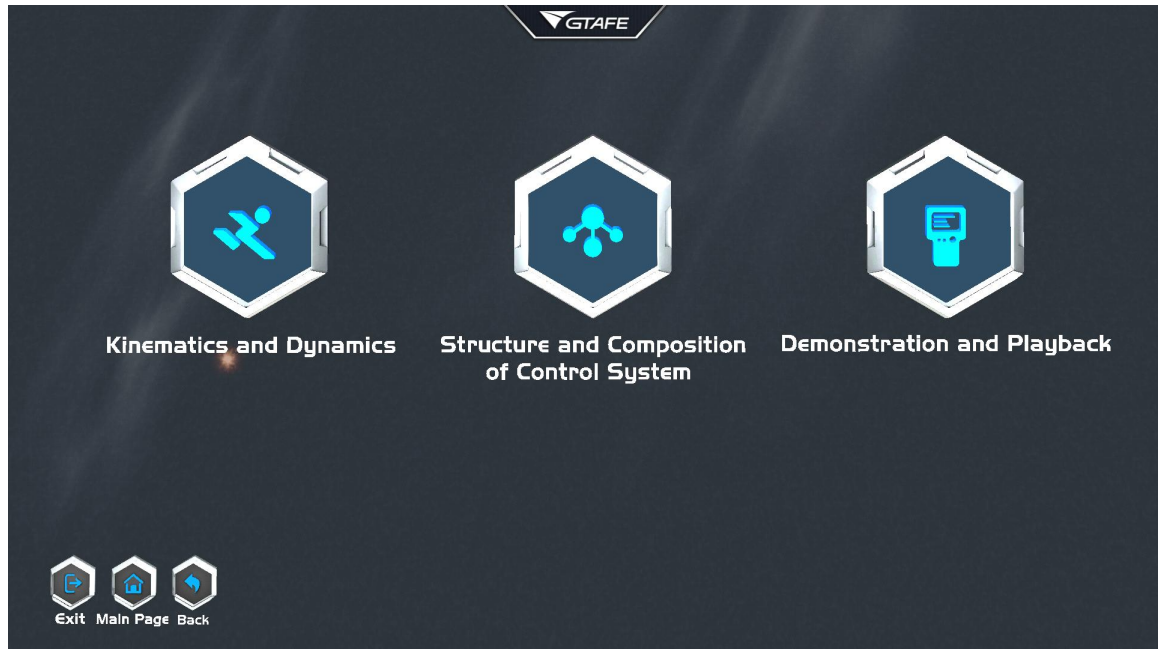 GTAFE
Kinematics and Dynamics
Structure and Composition
of Control System
Demonstration and Playback
Exit
Main Page
Back